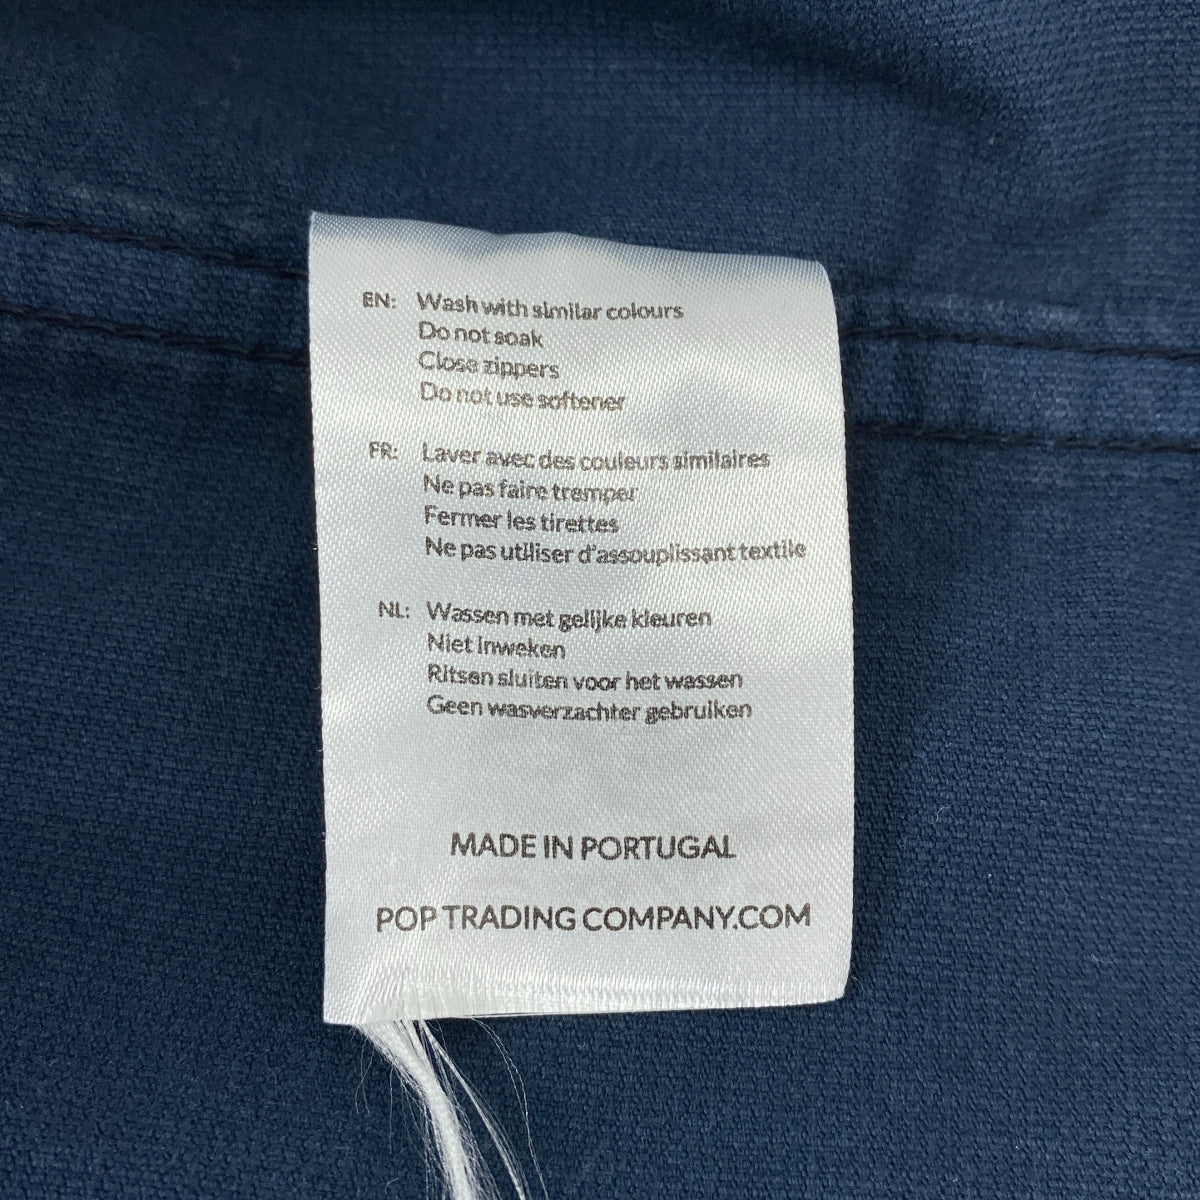 EN: Wash with similar colours
Do not soak
Close zippers
Do not use softener
FR: Laver avec des couleurs similaires
Ne pas faire tremper
Fermer les tirettes
Ne pas utiliser d'assouplissant textile
NL: Wassen met gelijke kleuren
Niet inweken
Ritsen sluiten voor het wassen
Geen wasverzachter gebruiken
MADE IN PORTUGAL
POP TRADING COMPANY.COM